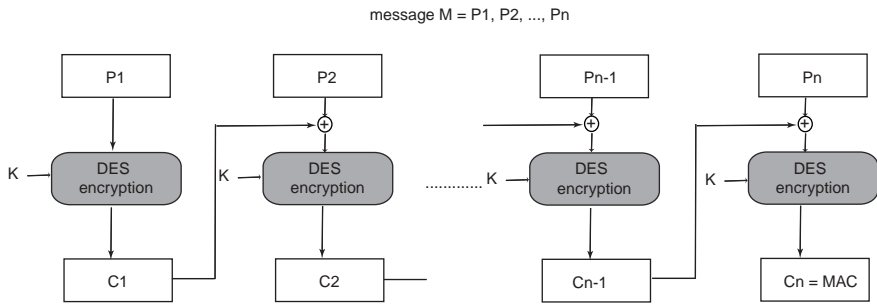 message M = P1, P2, ..., Pn
P1
P2
Pn-1
Pn
+
+
+
K
DES
encryption
K
DES
encryption
............. K
DES
encryption
K
DES
encryption
C1
C2
Cn-1
Cn = MAC